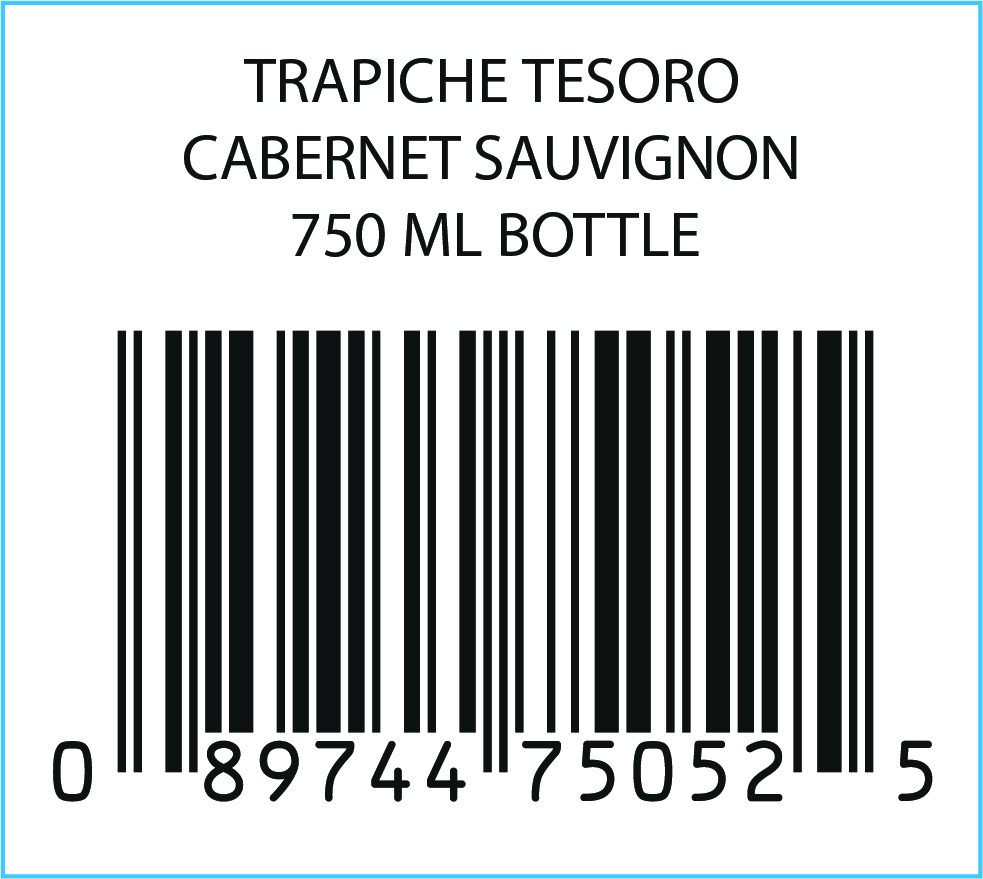 TRAPICHE TESORO
CABERNET SAUVIGNON
750 ML BOTTLE
0 89744 75052 5